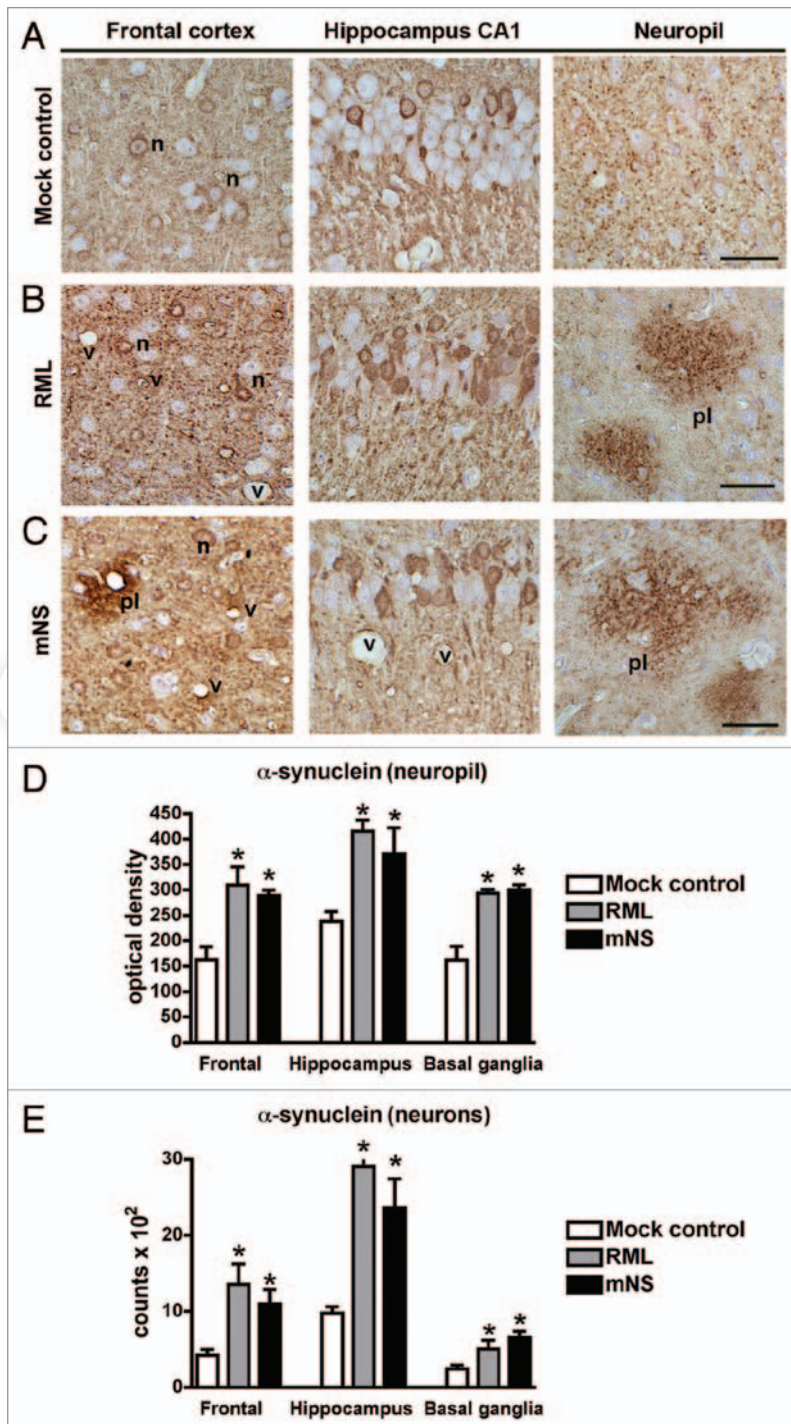 A
Frontal cortex Hippocampus CA1 Neuropil
Mock control
n
n
B
RML
v
n
v
n
v
pl
C
mNS
n
pl
v
v
v
v
pl
D
α-synuclein (neuropil)
optical density
450
400
350
300
250
200
150
100
50
0
* * * * * *
Frontal Hippocampus Basal ganglia
Mock control
RML
mNS
E
α-synuclein (neurons)
counts x 10²
30
20
10
0
* * * * * *
Frontal Hippocampus Basal ganglia
Mock control
RML
mNS